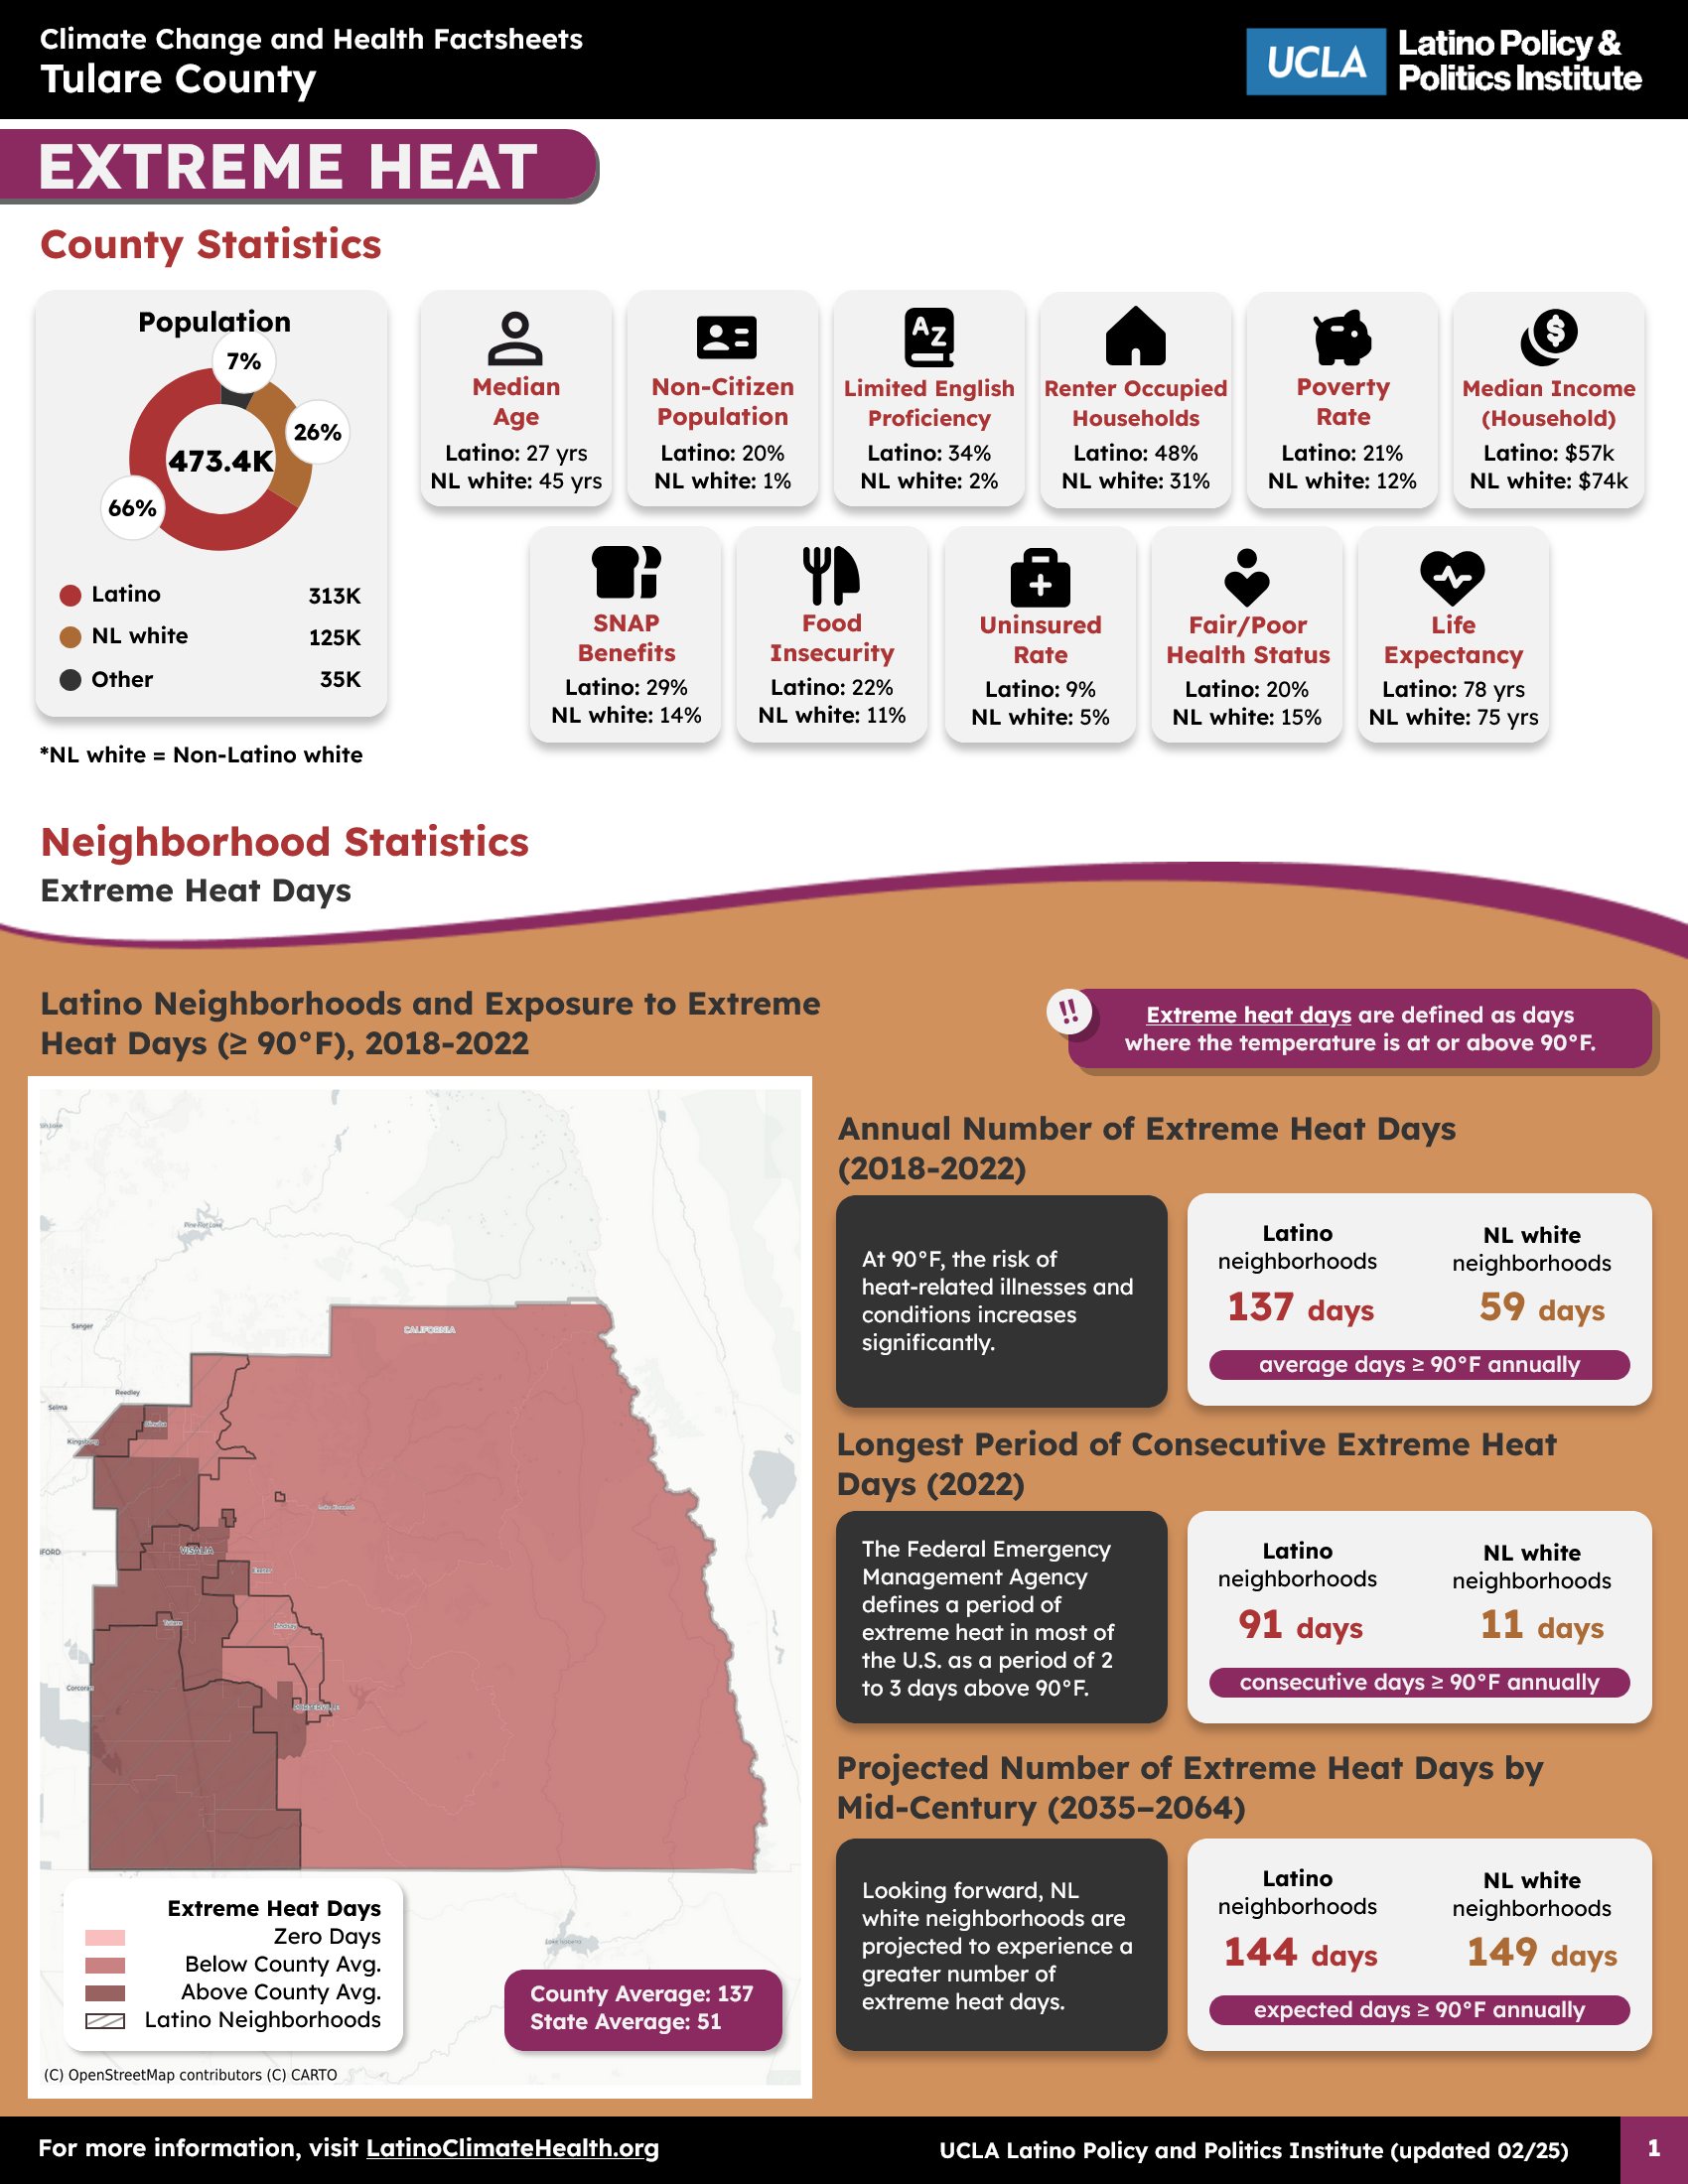 Climate Change and Health Factsheets
Tulare County
UCLA
Latino Policy &
Politics Institute
EXTREME HEAT
County Statistics
Population
7%
26%
473.4K
66%
Latino 313K
NL white 125K
Other 35K
*NL white = Non-Latino white
Median
Age
Latino: 27 yrs
NL white: 45 yrs
Non-Citizen
Population
Latino: 20%
NL white: 1%
AZ
Limited English
Proficiency
Latino: 34%
NL white: 2%
Renter Occupied
Households
Latino: 48%
NL white: 31%
Poverty
Rate
Latino: 21%
NL white: 12%
$
Median Income
(Household)
Latino: $57k
NL white: $74k
SNAP
Benefits
Latino: 29%
NL white: 14%
Food
Insecurity
Latino: 22%
NL white: 11%
Uninsured
Rate
Latino: 9%
NL white: 5%
Fair/Poor
Health Status
Latino: 20%
NL white: 15%
Life
Expectancy
Latino: 78 yrs
NL white: 75 yrs
Neighborhood Statistics
Extreme Heat Days
Latino Neighborhoods and Exposure to Extreme
Heat Days (≥ 90°F), 2018-2022
!!
Extreme heat days are defined as days
where the temperature is at or above 90°F.
Pine Flat Lake
Sanger
CALIFORNIA
Reedley
Selma
Dinuba
Kingsburg
VISALIA
Exeter
Tulare
Lindsay
Corcoran
PORTERVILLE
Extreme Heat Days
Zero Days
Below County Avg.
Above County Avg.
Latino Neighborhoods
County Average: 137
State Average: 51
(C) OpenStreetMap contributors (C) CARTO
Annual Number of Extreme Heat Days
(2018-2022)
At 90°F, the risk of
heat-related illnesses and
conditions increases
significantly.
Latino
neighborhoods
137 days
NL white
neighborhoods
59 days
average days ≥ 90°F annually
Longest Period of Consecutive Extreme Heat
Days (2022)
The Federal Emergency
Management Agency
defines a period of
extreme heat in most of
the U.S. as a period of 2
to 3 days above 90°F.
Latino
neighborhoods
91 days
NL white
neighborhoods
11 days
consecutive days ≥ 90°F annually
Projected Number of Extreme Heat Days by
Mid-Century (2035–2064)
Looking forward, NL
white neighborhoods are
projected to experience a
greater number of
extreme heat days.
Latino
neighborhoods
144 days
NL white
neighborhoods
149 days
expected days ≥ 90°F annually
For more information, visit LatinoClimateHealth.org
UCLA Latino Policy and Politics Institute (updated 02/25)
1